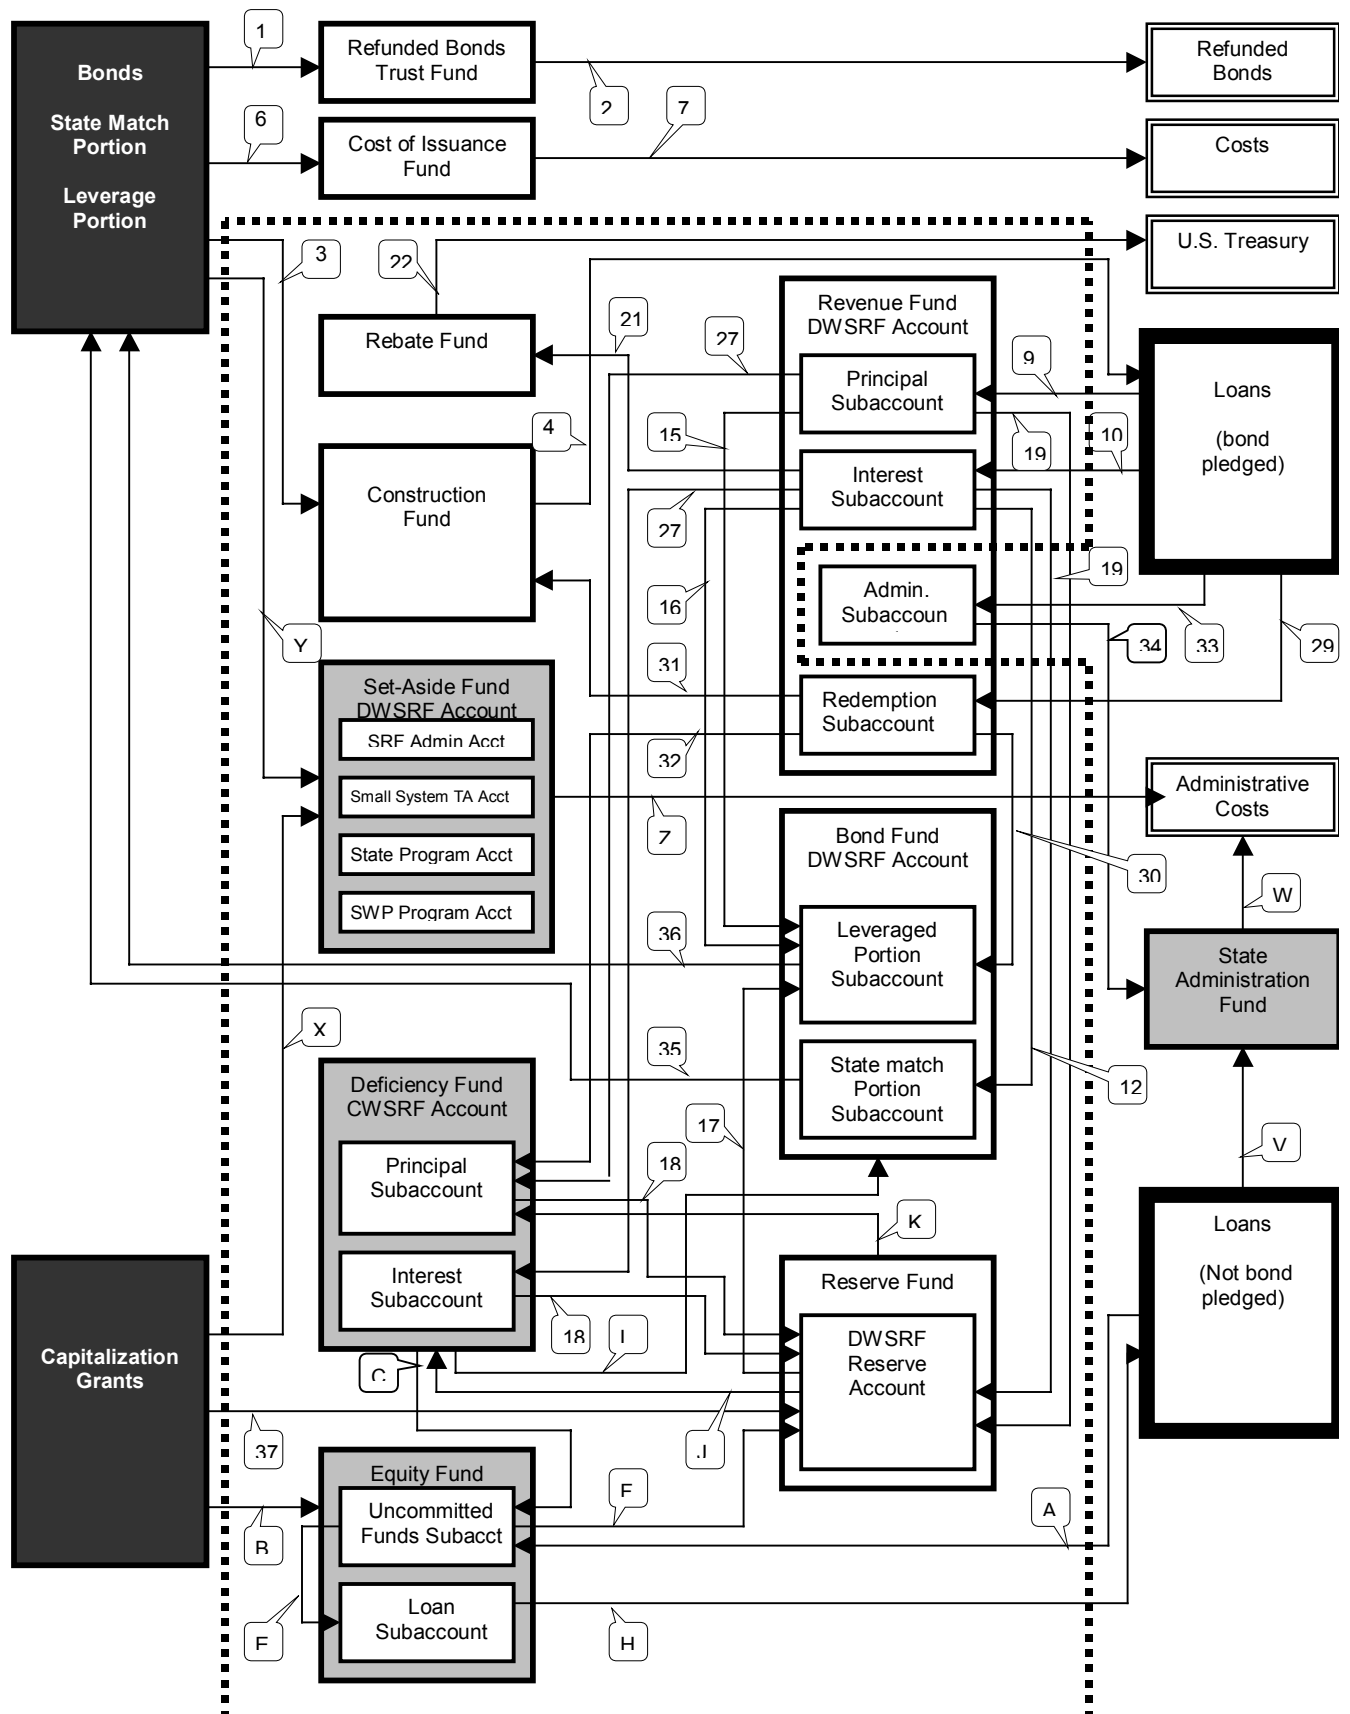 1
Refunded Bonds
Trust Fund
Refunded
Bonds
Bonds
State Match
Portion
Leverage
Portion
2
7
6
Cost of Issuance
Fund
Costs
3
22
U.S. Treasury
Revenue Fund
DWSRF Account
Rebate Fund
21
27
9
Principal
Subaccount
Loans
(bond
pledged)
4
15
19
10
Construction
Fund
Interest
Subaccount
27
19
16
Admin.
Subaccoun
Y
31
34
33
29
Set-Aside Fund
DWSRF Account
SRF Admin Acct
Small System TA Acct
State Program Acct
SWP Program Acct
Redemption
Subaccount
32
7
Administrative
Costs
Bond Fund
DWSRF Account
30
W
Leveraged
Portion
Subaccount
36
State
Administration
Fund
X
35
State match
Portion
Subaccount
12
Deficiency Fund
CWSRF Account
17
18
V
Principal
Subaccount
K
Loans
(Not bond
pledged)
Interest
Subaccount
Reserve Fund
DWSRF
Reserve
Account
18
C
Capitalization
Grants
37
J
Equity Fund
Uncommitted
Funds Subacct
A
B
Loan
Subaccount
H